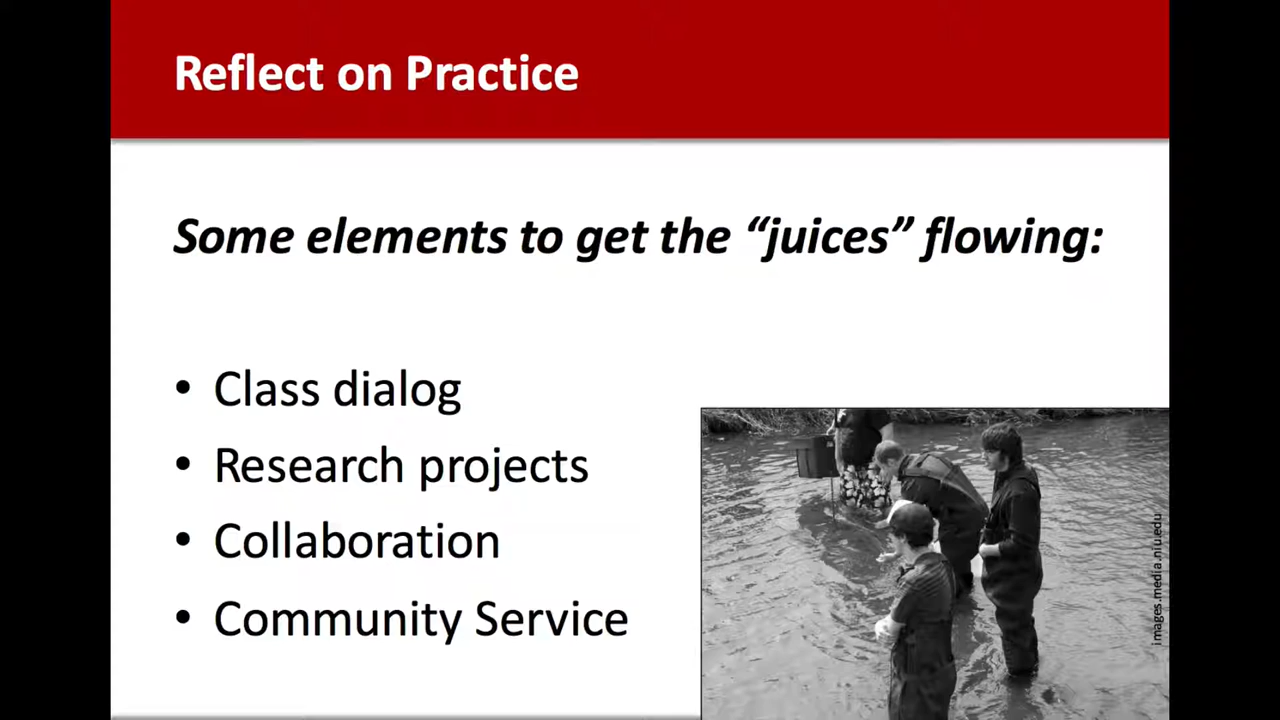 Reflect on Practice
Some elements to get the “juices” flowing:
• Class dialog
• Research projects
• Collaboration
• Community Service
images.media.niu.edu